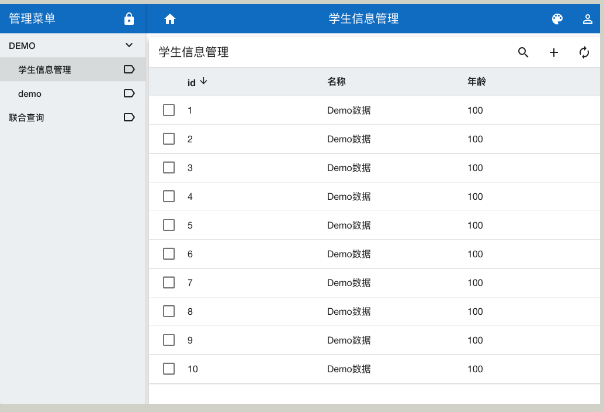 管理菜单
学生信息管理
DEMO
学生信息管理
demo
联合查询
学生信息管理
id 名称 年龄
1 Demo数据 100
2 Demo数据 100
3 Demo数据 100
4 Demo数据 100
5 Demo数据 100
6 Demo数据 100
7 Demo数据 100
8 Demo数据 100
9 Demo数据 100
10 Demo数据 100